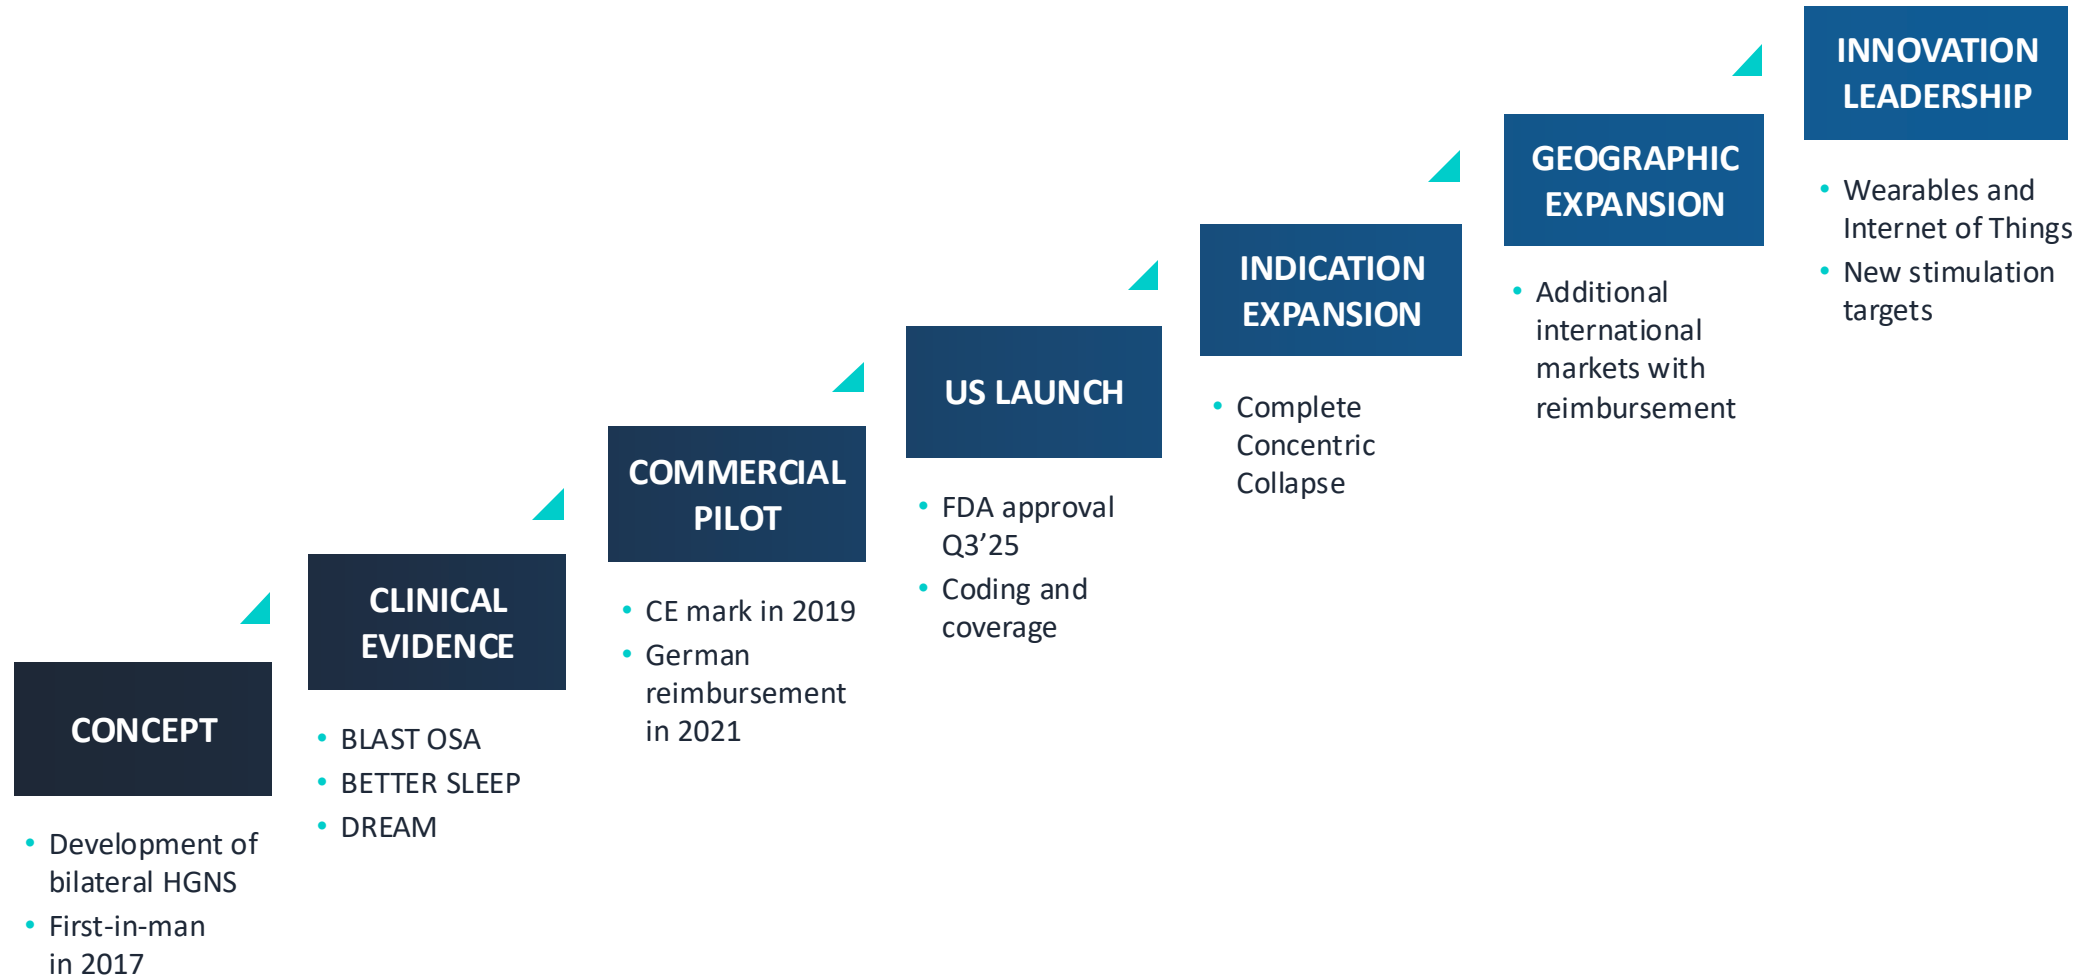 CONCEPT
• Development of
bilateral HGNS
• First-in-man
in 2017
CLINICAL
EVIDENCE
• BLAST OSA
• BETTER SLEEP
• DREAM
COMMERCIAL
PILOT
• CE mark in 2019
• German
reimbursement
in 2021
US LAUNCH
• FDA approval
Q3’25
• Coding and
coverage
INDICATION
EXPANSION
• Complete
Concentric
Collapse
GEOGRAPHIC
EXPANSION
• Additional
international
markets with
reimbursement
INNOVATION
LEADERSHIP
• Wearables and
Internet of Things
• New stimulation
targets